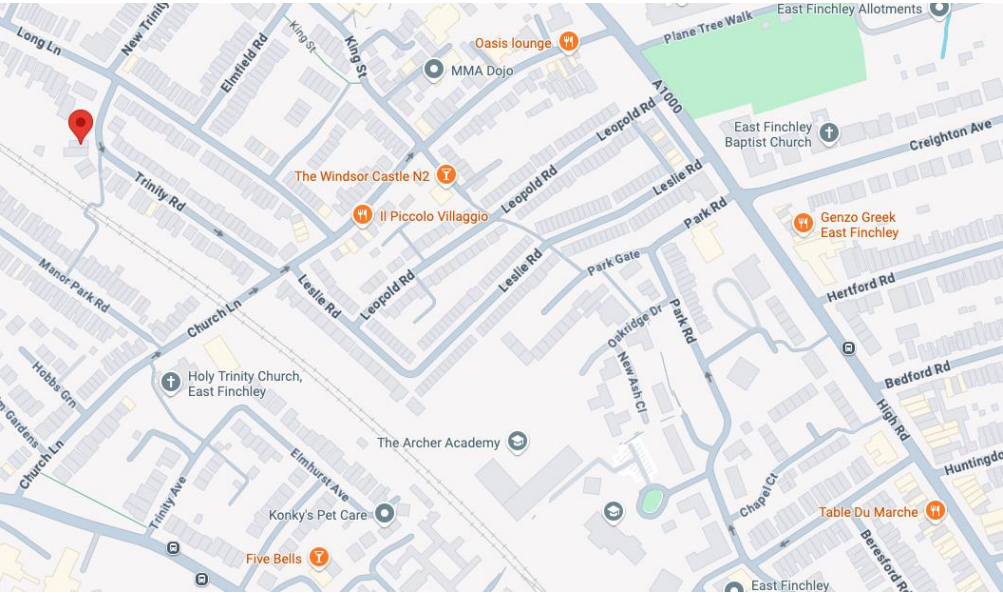 East Finchley Allotments
Plane Tree Walk
Long Ln
New Trinity
Elmfield Rd
King St
King St
Oasis lounge
MMA Dojo
A1000
Leopold Rd
East Finchley
Baptist Church
Creighton Ave
The Windsor Castle N2
Leopold Rd
Leslie Rd
Trinity Rd
Il Piccolo Villaggio
Park Rd
Genzo Greek
East Finchley
Manor Park Rd
Church Ln
Leslie Rd
Leopold Rd
Leslie Rd
Park Gate
Hertford Rd
Oakridge Dr
Park Rd
Hobbs Grn
Holy Trinity Church,
East Finchley
New Ash Cl
Bedford Rd
High Rd
Gardens
Church Ln
The Archer Academy
Elmhurst Ave
Trinity Ave
Huntingdo
Chapel Ct
Konky's Pet Care
Table Du Marche
Five Bells
Beresford Rd
East Finchley